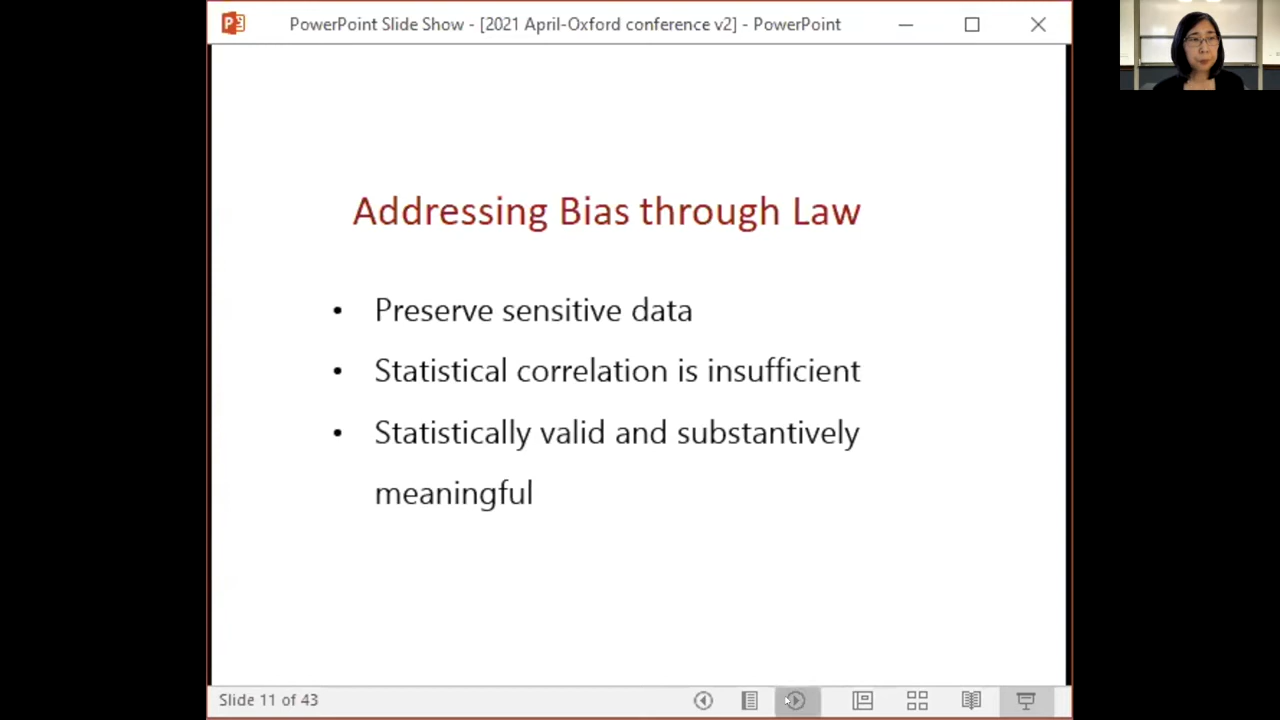 PowerPoint Slide Show - [2021 April-Oxford conference v2] - PowerPoint
Addressing Bias through Law
• Preserve sensitive data
• Statistical correlation is insufficient
• Statistically valid and substantively
meaningful
Slide 11 of 43